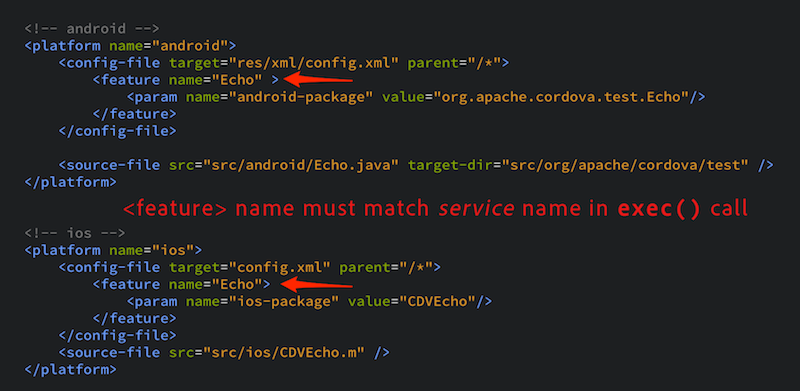 <!-- android -->
<platform name="android">
    <config-file target="res/xml/config.xml" parent="/*">
        <feature name="Echo" >
            <param name="android-package" value="org.apache.cordova.test.Echo"/>
        </feature>
    </config-file>
    <source-file src="src/android/Echo.java" target-dir="src/org/apache/cordova/test" />
</platform>
<feature> name must match service name in exec() call
<!-- ios -->
<platform name="ios">
    <config-file target="config.xml" parent="/*">
        <feature name="Echo">
            <param name="ios-package" value="CDVEcho"/>
        </feature>
    </config-file>
    <source-file src="src/ios/CDVEcho.m" />
</platform>